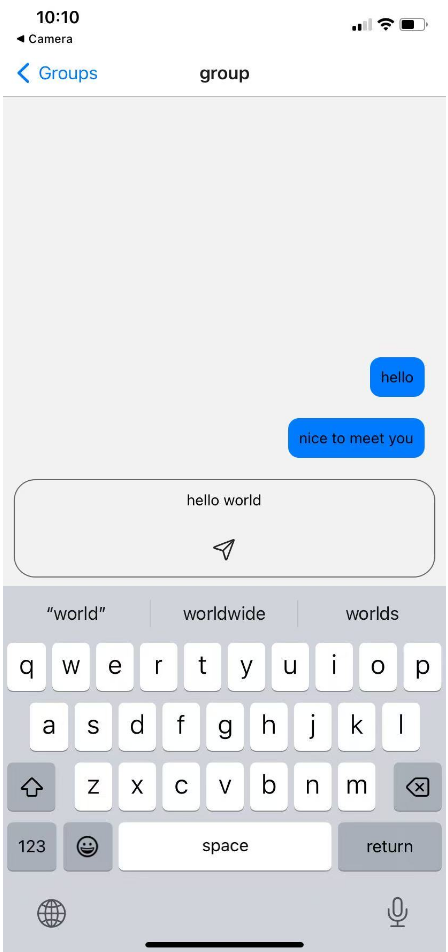 10:10
◀ Camera
Groups
group
hello
nice to meet you
hello world
“world”
worldwide
worlds
q w e r t y u i o p
a s d f g h j k l
z x c v b n m
123
space
return